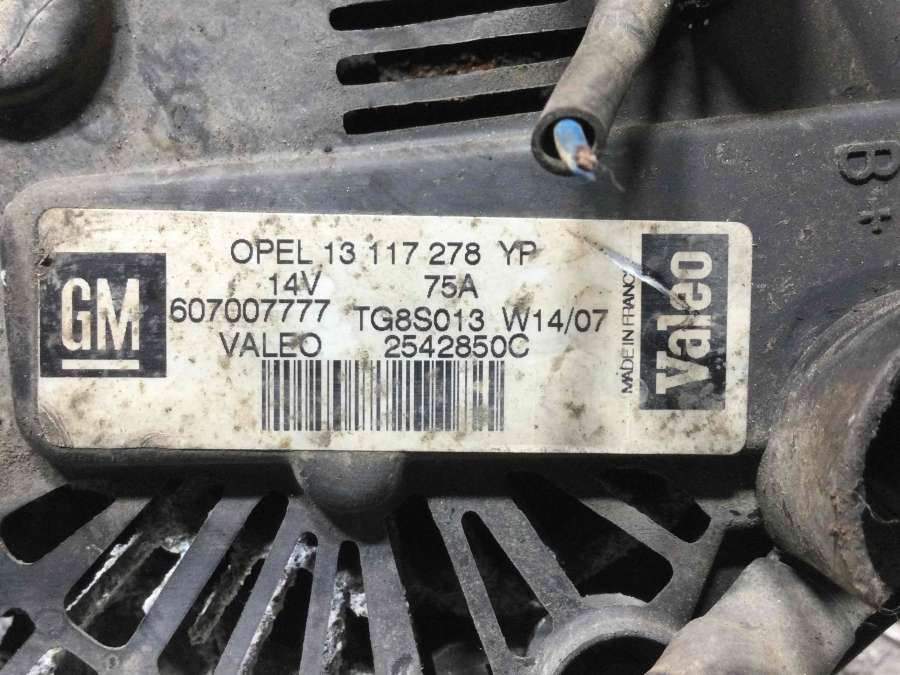 GM
OPEL 13 117 278 YP
14V 75A
607007777 TG8S013 W14/07
VALEO 2542850C
MADE IN FRANCE
Valeo
B+